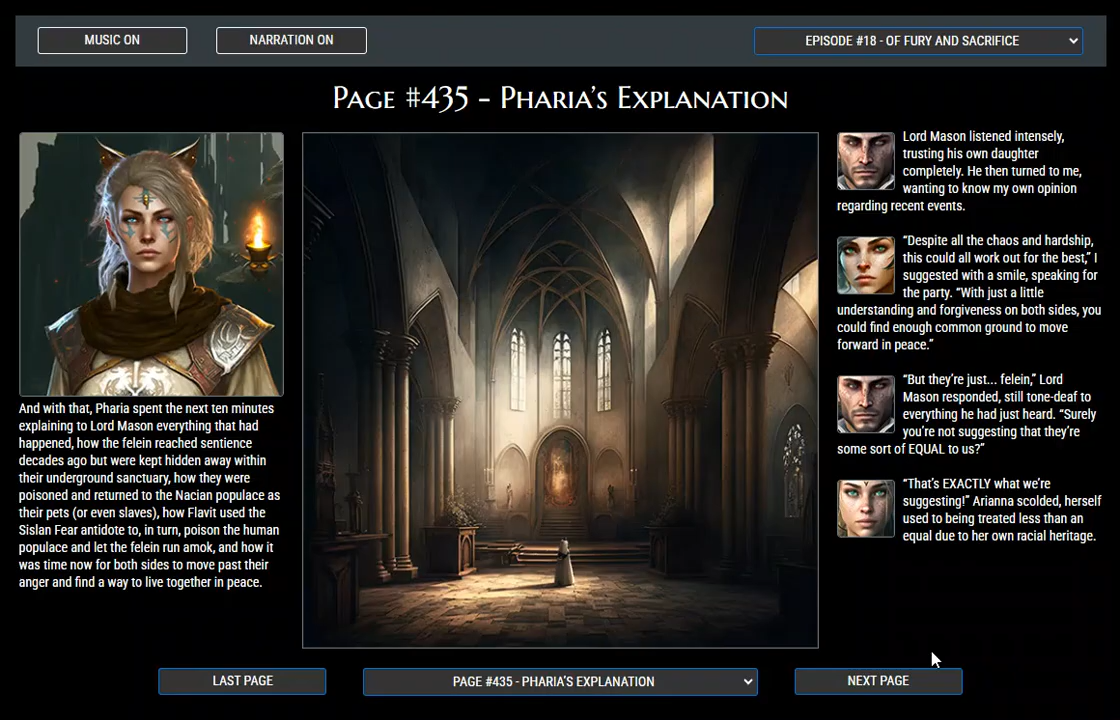 MUSIC ON
NARRATION ON
EPISODE #18 - OF FURY AND SACRIFICE
Page #435 - Pharia's Explanation
And with that, Pharia spent the next ten minutes
explaining to Lord Mason everything that had
happened, how the felein reached sentience
decades ago but were kept hidden away within
their underground sanctuary, how they were
poisoned and returned to the Nacian populace as
their pets (or even slaves), how Flavit used the
Sislan Fear antidote to, in turn, poison the human
populace and let the felein run amok, and how it
was time now for both sides to move past their
anger and find a way to live together in peace.
Lord Mason listened intensely,
trusting his own daughter
completely. He then turned to me,
wanting to know my own opinion
regarding recent events.
“Despite all the chaos and hardship,
this could all work out for the best,” I
suggested with a smile, speaking for
the party. “With just a little
understanding and forgiveness on both sides, you
could find enough common ground to move
forward in peace.”
“But they’re just... felein,” Lord
Mason responded, still tone-deaf to
everything he had just heard. “Surely
you’re not suggesting that they’re
some sort of EQUAL to us?”
“That’s EXACTLY what we’re
suggesting!” Arianna scolded, herself
used to being treated less than an
equal due to her own racial heritage.
LAST PAGE
PAGE #435 - PHARIA'S EXPLANATION
NEXT PAGE